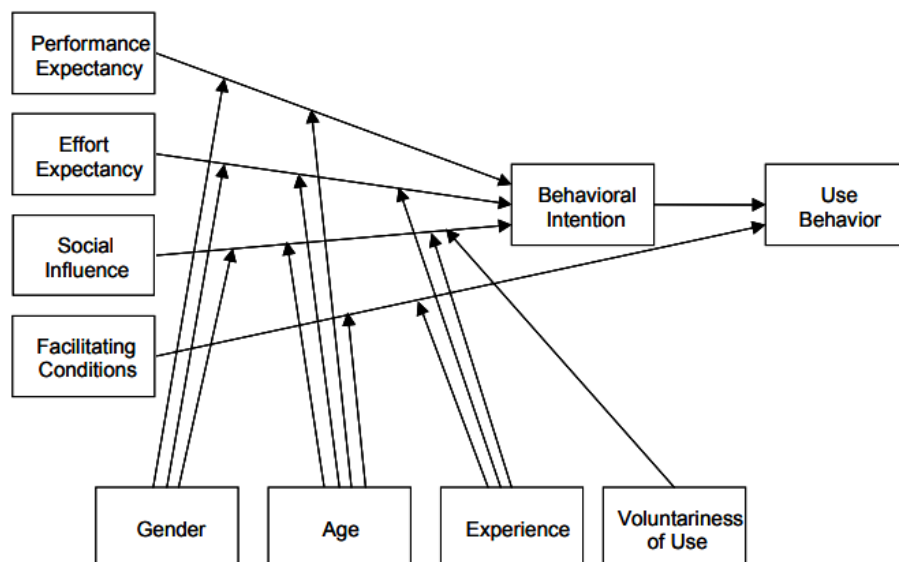 Performance
Expectancy
Effort
Expectancy
Social
Influence
Facilitating
Conditions
Behavioral
Intention
Use
Behavior
Gender
Age
Experience
Voluntariness
of Use